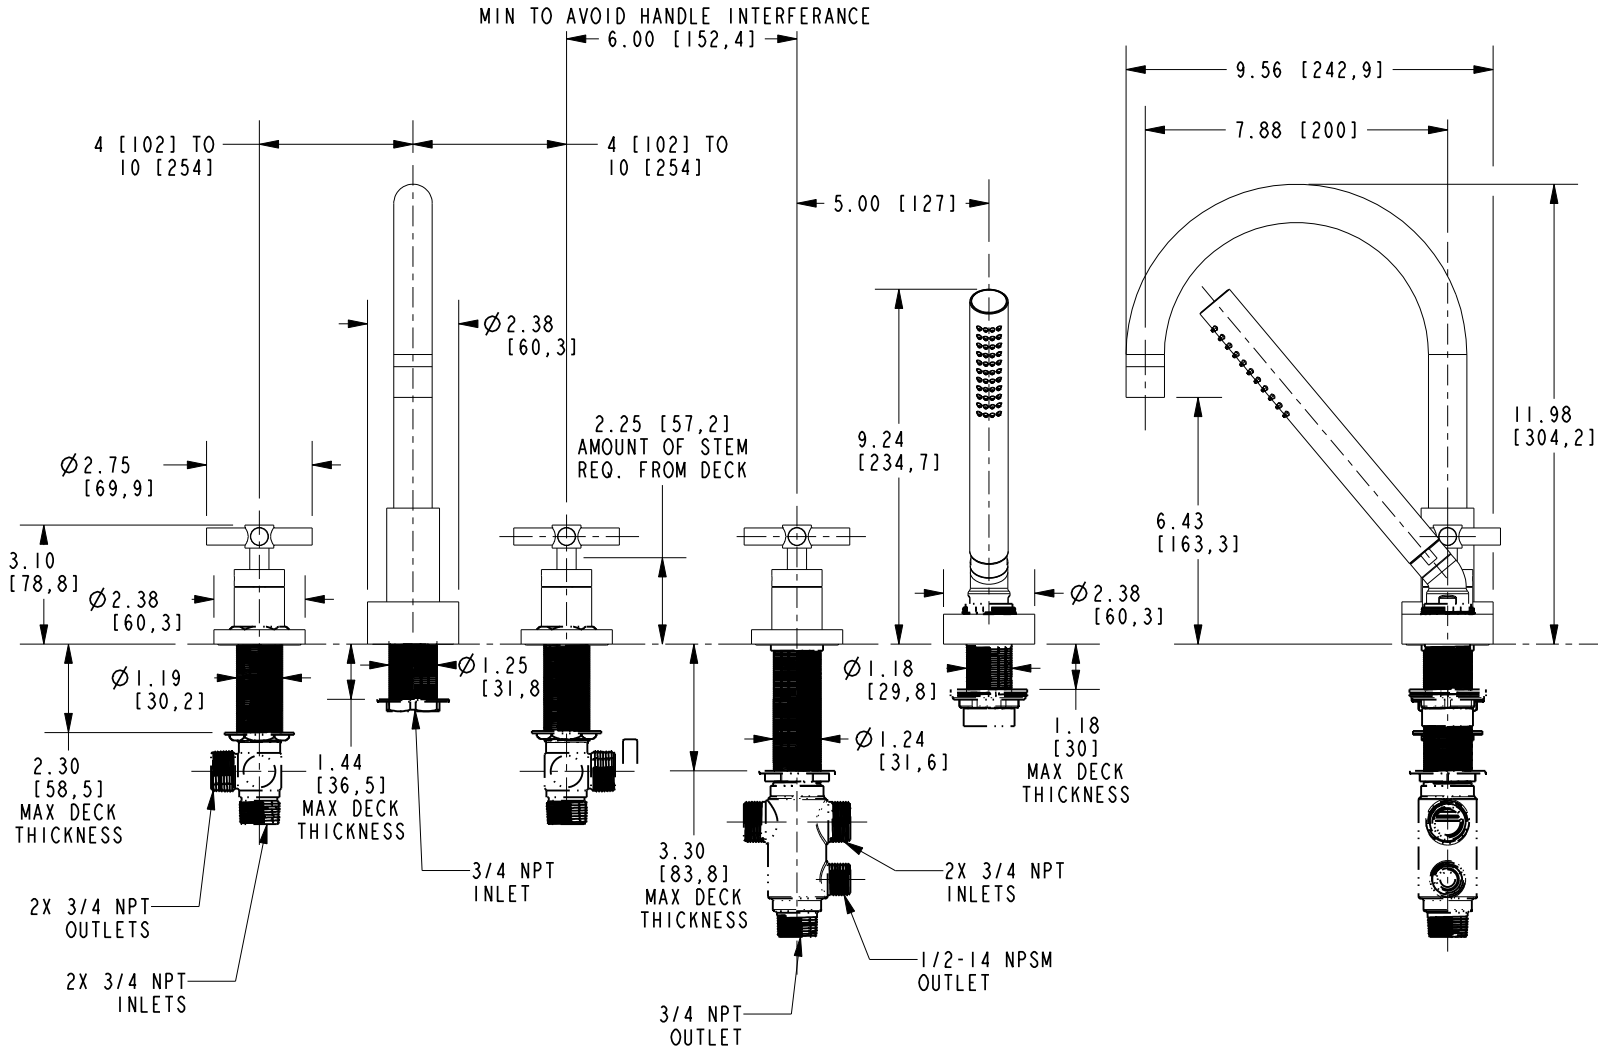 MIN TO AVOID HANDLE INTERFERANCE
6.00 [152,4]
9.56 [242,9]
7.88 [200]
4 [102] TO
10 [254]
4 [102] TO
10 [254]
5.00 [127]
Ø2.38
[60,3]
2.25 [57,2]
AMOUNT OF STEM
REQ. FROM DECK
9.24
[234,7]
11.98
[304,2]
Ø2.75
[69,9]
6.43
[163,3]
3.10
[78,8]
Ø2.38
[60,3]
Ø2.38
[60,3]
Ø1.19
[30,2]
Ø1.25
[31,8
Ø1.18
[29,8]
Ø1.24
[31,6]
1.18
[30]
MAX DECK
THICKNESS
2.30
[58,5]
MAX DECK
THICKNESS
1.44
[36,5]
MAX DECK
THICKNESS
3.30
[83,8]
MAX DECK
THICKNESS
3/4 NPT
INLET
2X 3/4 NPT
INLETS
2X 3/4 NPT
OUTLETS
2X 3/4 NPT
INLETS
1/2-14 NPSM
OUTLET
3/4 NPT
OUTLET